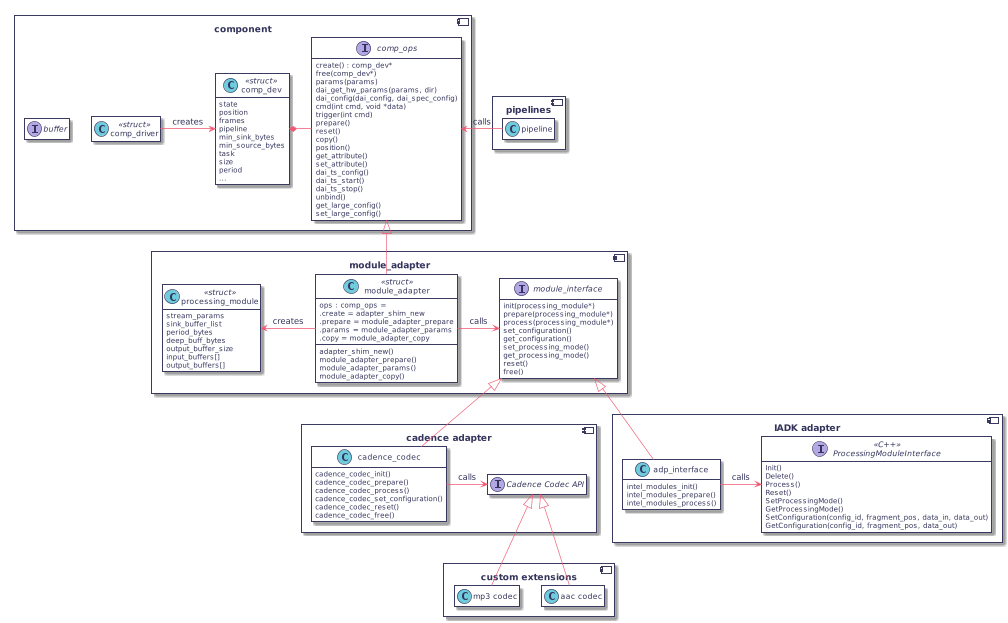 component
buffer
«struct»
comp_driver
creates
«struct»
comp_dev
state
position
frames
pipeline
min_sink_bytes
min_source_bytes
task
size
period
...
comp_ops
create() : comp_dev*
free(comp_dev*)
params(params)
dai_get_hw_params(params, dir)
dai_config(dai_config, dai_spec_config)
cmd(int cmd, void *data)
trigger(int cmd)
prepare()
reset()
copy()
position()
get_attribute()
set_attribute()
dai_ts_config()
dai_ts_start()
dai_ts_stop()
unbind()
get_large_config()
set_large_config()
calls
pipelines
pipeline
module_adapter
«struct»
processing_module
stream_params
sink_buffer_list
period_bytes
deep_buff_bytes
output_buffer_size
input_buffers[]
output_buffers[]
creates
«struct»
module_adapter
ops : comp_ops =
.create = adapter_shim_new
.prepare = module_adapter_prepare
.params = module_adapter_params
.copy = module_adapter_copy
adapter_shim_new()
module_adapter_prepare()
module_adapter_params()
module_adapter_copy()
calls
module_interface
init(processing_module*)
prepare(processing_module*)
process(processing_module*)
set_configuration()
get_configuration()
set_processing_mode()
get_processing_mode()
reset()
free()
cadence adapter
cadence_codec
cadence_codec_init()
cadence_codec_prepare()
cadence_codec_process()
cadence_codec_set_configuration()
cadence_codec_reset()
cadence_codec_free()
calls
Cadence Codec API
IADK adapter
adp_interface
intel_modules_init()
intel_modules_prepare()
intel_modules_process()
calls
«C++»
ProcessingModuleInterface
Init()
Delete()
Process()
Reset()
SetProcessingMode()
GetProcessingMode()
SetConfiguration(config_id, fragment_pos, data_in, data_out)
GetConfiguration(config_id, fragment_pos, data_out)
custom extensions
mp3 codec
aac codec